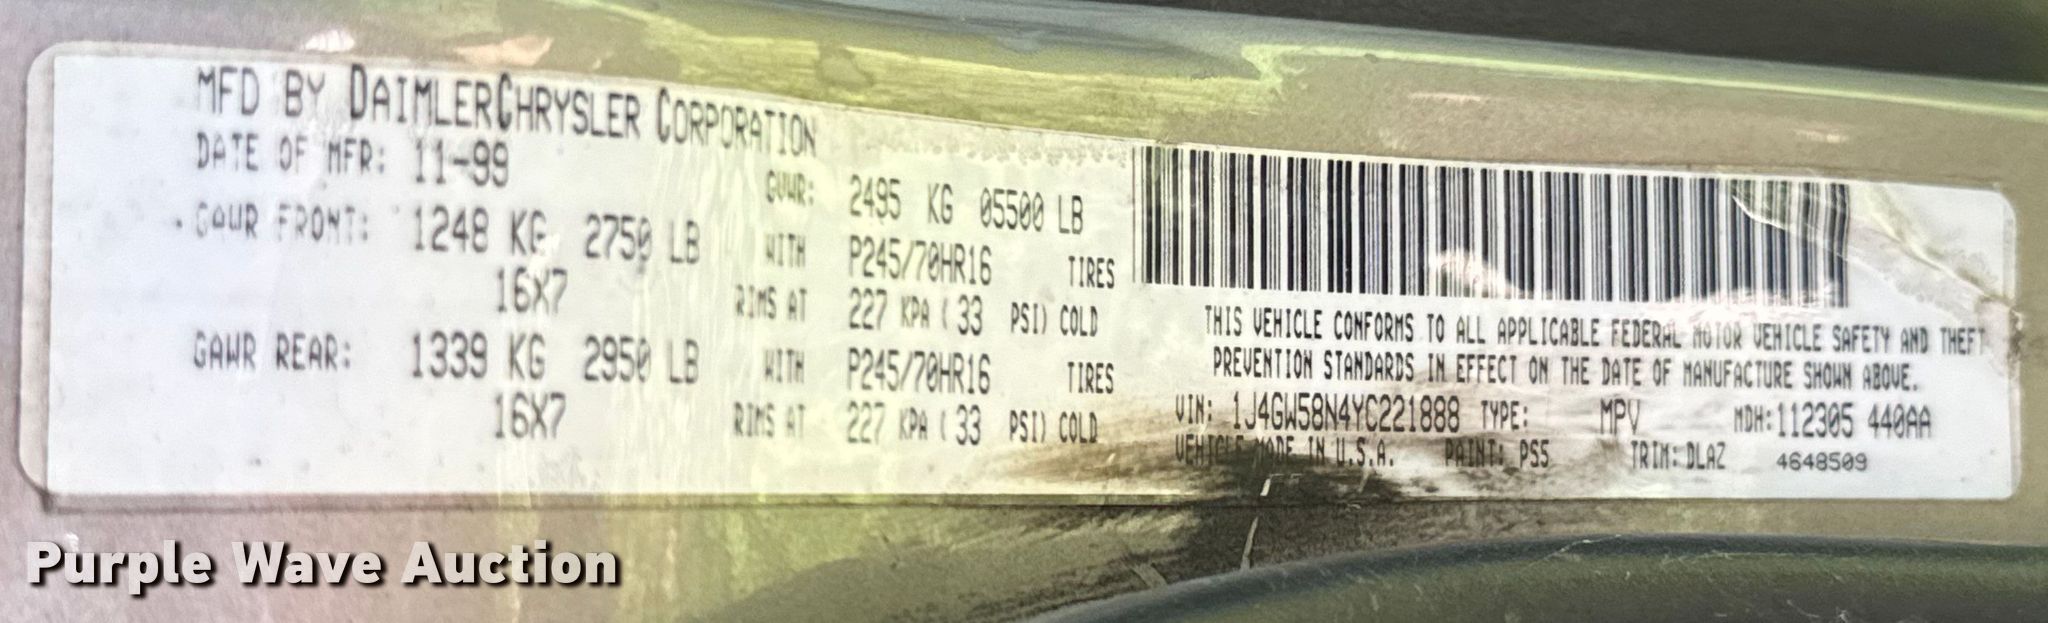 MFD BY DAIMLERCHRYSLER CORPORATION
DATE OF MFR: 11-99
GVWR: 2495 KG 05500 LB
GAWR FRONT: 1248 KG 2750 LB WITH P245/70HR16 TIRES
16X7 RIMS AT 227 KPA ( 33 PSI) COLD
GAWR REAR: 1339 KG 2950 LB WITH P245/70HR16 TIRES
16X7 RIMS AT 227 KPA ( 33 PSI) COLD
THIS VEHICLE CONFORMS TO ALL APPLICABLE FEDERAL MOTOR VEHICLE SAFETY AND THEFT
PREVENTION STANDARDS IN EFFECT ON THE DATE OF MANUFACTURE SHOWN ABOVE.
VIN: 1J4GW58N4YC221888 TYPE: MPV MDH: 112305 440AA
VEHICLE MADE IN U.S.A. PAINT: PS5 TRIM: DLAZ 4648509
Purple Wave Auction